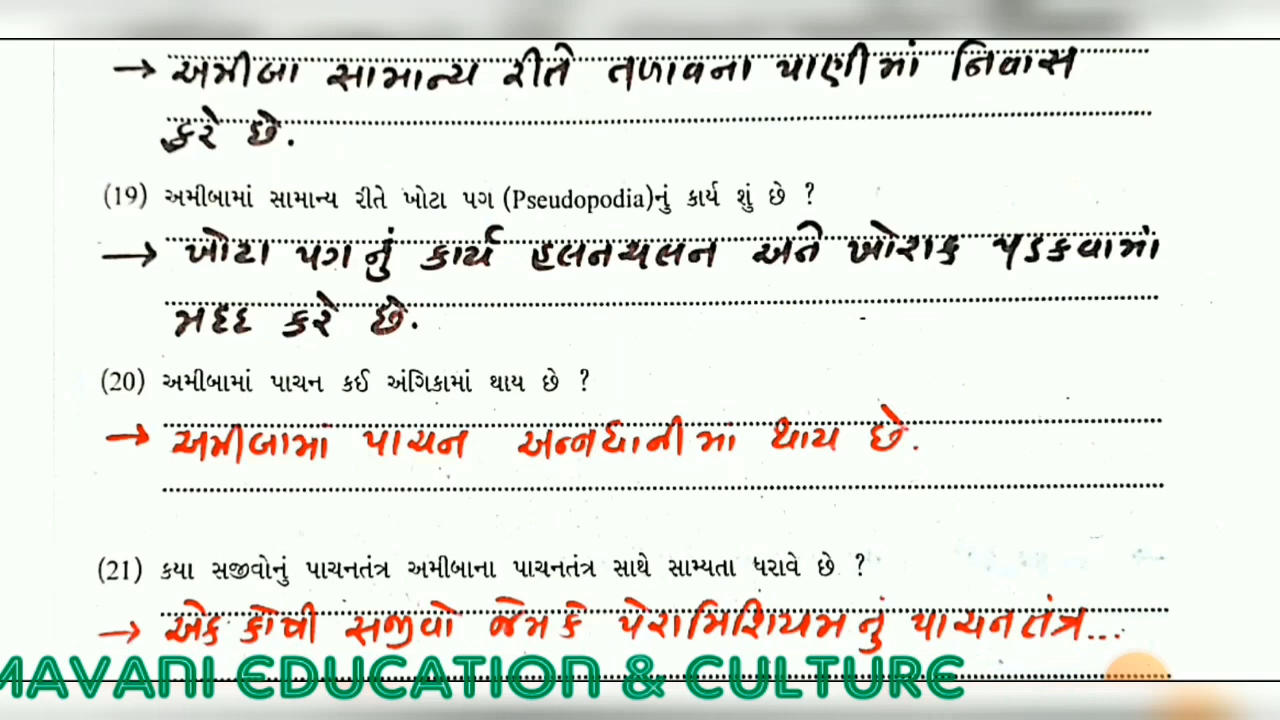 → અમીબા સામાન્ય રીતે તળાવના પાણીમાં નિવાસ
કરે છે.
(19) અમીબામાં સામાન્ય રીતે ખોટા પગ (Pseudopodia)નું કાર્ય શું છે ?
→ ખોટા પગનું કાર્ય હલનચલન અને ખોરાક પકડવામાં
મદદ કરે છે.
(20) અમીબામાં પાચન કઈ અંગિકામાં થાય છે ?
→ અમીબામાં પાચન અન્નધાનીમાં થાય છે.
(21) કયા સજીવોનું પાચનતંત્ર અમીબાના પાચનતંત્ર સાથે સામ્યતા ધરાવે છે ?
→ એક કોષી સજીવો જેમકે પેરામિશિયમનું પાચનતંત્ર...
MAVANI EDUCATION & CULTURE